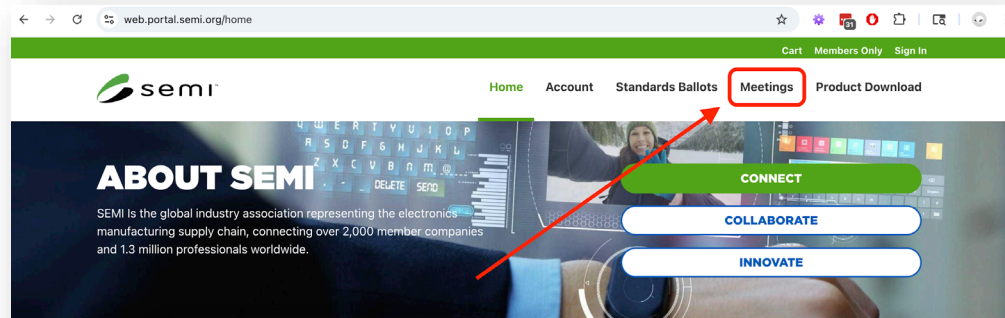 web.portal.semi.org/home
31
Cart Members Only Sign In
semi
Home Account Standards Ballots Meetings Product Download
Q W E R T Y U I O P
A S D F G H J K L
Z X C V B N M @
DELETE SEND
ABOUT SEMI
SEMI Is the global industry association representing the electronics
manufacturing supply chain, connecting over 2,000 member companies
and 1.3 million professionals worldwide.
CONNECT
COLLABORATE
INNOVATE